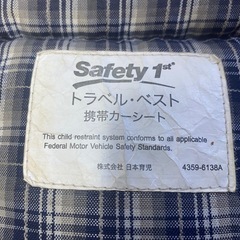 Safety 1st
トラベル・ベスト
携帯カーシート
This child restraint system conforms to all applicable
Federal Motor Vehicle Safety Standards.
株式会社 日本育児 4359-6138A